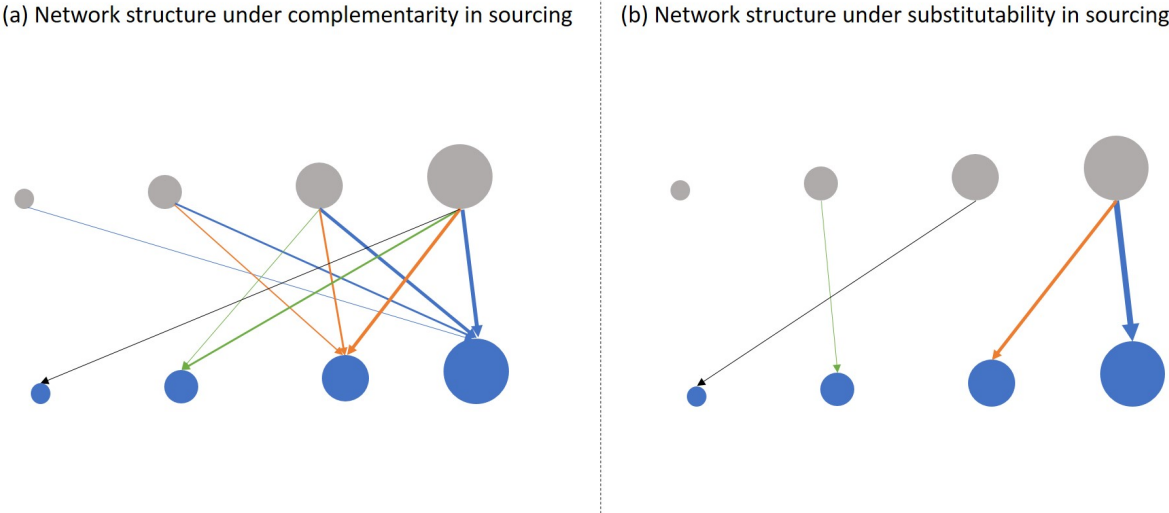 (a) Network structure under complementarity in sourcing
(b) Network structure under substitutability in sourcing